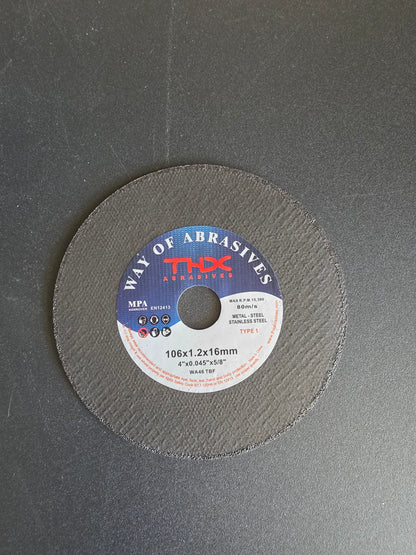 WAY OF ABRASIVES
THX
ABRASIVES
MPA
HANNOVER EN12413
MAX R.P.M 15,300
80m/s
METAL - STEEL
STAINLESS STEEL
TYPE 1
106x1.2x16mm
4"x0.045"x5/8"
WA46 TBF